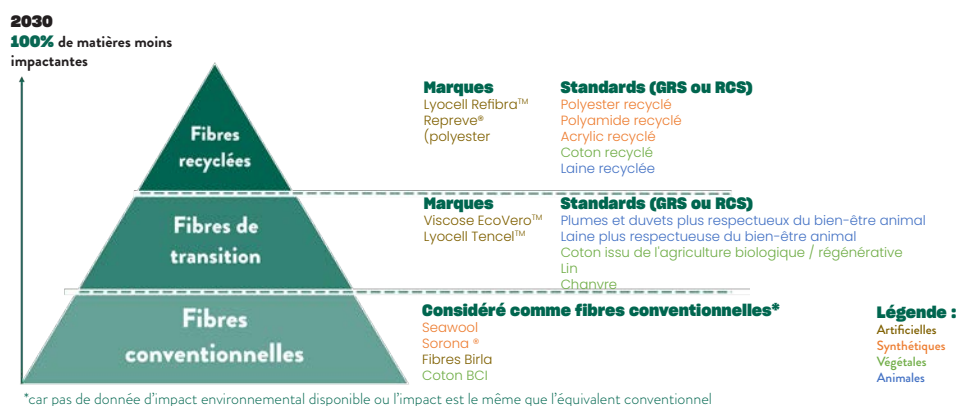 2030
100% de matières moins
impactantes
Fibres
recyclées
Marques
Lyocell Refibra™
Repreve®
(polyester
Standards (GRS ou RCS)
Polyester recyclé
Polyamide recyclé
Acrylic recyclé
Coton recyclé
Laine recyclée
Fibres de
transition
Marques
Viscose EcoVero™
Lyocell Tencel™
Standards (GRS ou RCS)
Plumes et duvets plus respectueux du bien-être animal
Laine plus respectueuse du bien-être animal
Coton issu de l'agriculture biologique / régénérative
Lin
Chanvre
Fibres
conventionnelles
Considéré comme fibres conventionnelles*
Seawool
Sorona ®
Fibres Birla
Coton BCI
Légende :
Artificielles
Synthétiques
Végétales
Animales
*car pas de donnée d'impact environnemental disponible ou l'impact est le même que l'équivalent conventionnel